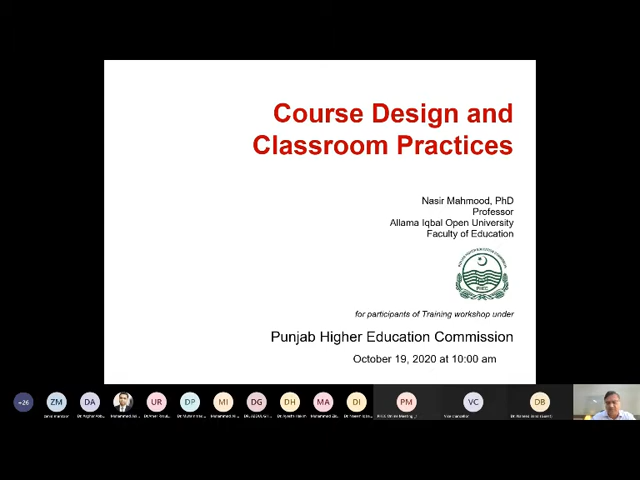 Course Design and
Classroom Practices
Nasir Mahmood, PhD
Professor
Allama Iqbal Open University
Faculty of Education
PHEC
for participants of Training workshop under
Punjab Higher Education Commission
October 19, 2020 at 10:00 am
+26
ZM
DA
UR
DP
MI
DG
DH
MA
DI
PM
VC
DB